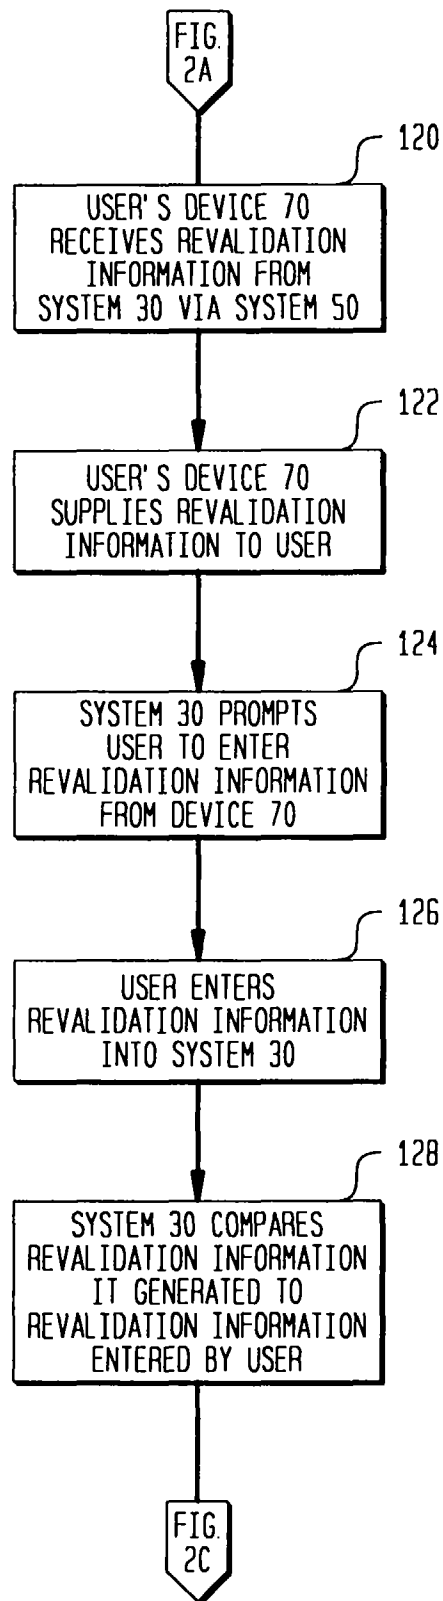 FIG.
2A
120
USER'S DEVICE 70
RECEIVES REVALIDATION
INFORMATION FROM
SYSTEM 30 VIA SYSTEM 50
122
USER'S DEVICE 70
SUPPLIES REVALIDATION
INFORMATION TO USER
124
SYSTEM 30 PROMPTS
USER TO ENTER
REVALIDATION INFORMATION
FROM DEVICE 70
126
USER ENTERS
REVALIDATION INFORMATION
INTO SYSTEM 30
128
SYSTEM 30 COMPARES
REVALIDATION INFORMATION
IT GENERATED TO
REVALIDATION INFORMATION
ENTERED BY USER
FIG.
2C